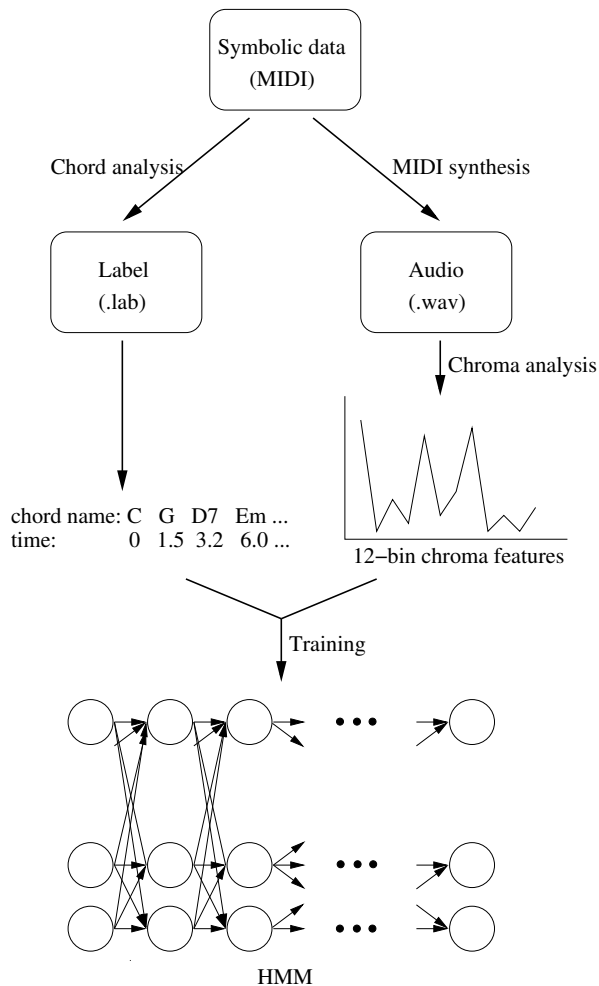 Symbolic data
(MIDI)
Chord analysis
MIDI synthesis
Label
(.lab)
Audio
(.wav)
Chroma analysis
chord name: C G D7 Em ...
time: 0 1.5 3.2 6.0 ...
12−bin chroma features
Training
HMM